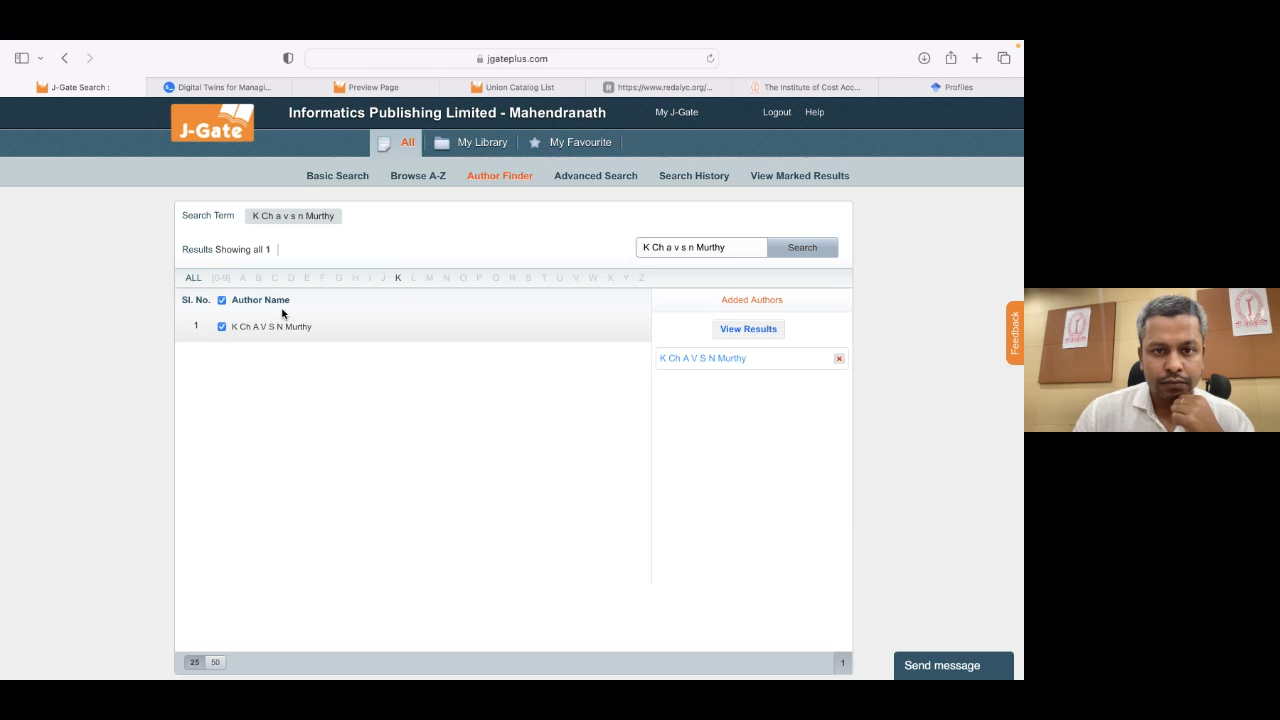 jgateplus.com
J-Gate Search :
Digital Twins for Managi...
Preview Page
Union Catalog List
https://www.redalyc.org/...
The Institute of Cost Acc...
Profiles
J-Gate
Informatics Publishing Limited - Mahendranath
My J-Gate
Logout
Help
All
My Library
My Favourite
Basic Search
Browse A-Z
Author Finder
Advanced Search
Search History
View Marked Results
Search Term
K Ch a v s n Murthy
Results Showing all 1
K Ch a v s n Murthy
Search
ALL [0-9] A B C D E F G H I J K L M N O P Q R S T U V W X Y Z
Sl. No.
Author Name
Added Authors
1
K Ch A V S N Murthy
View Results
K Ch A V S N Murthy
Feedback
25
50
1
Send message